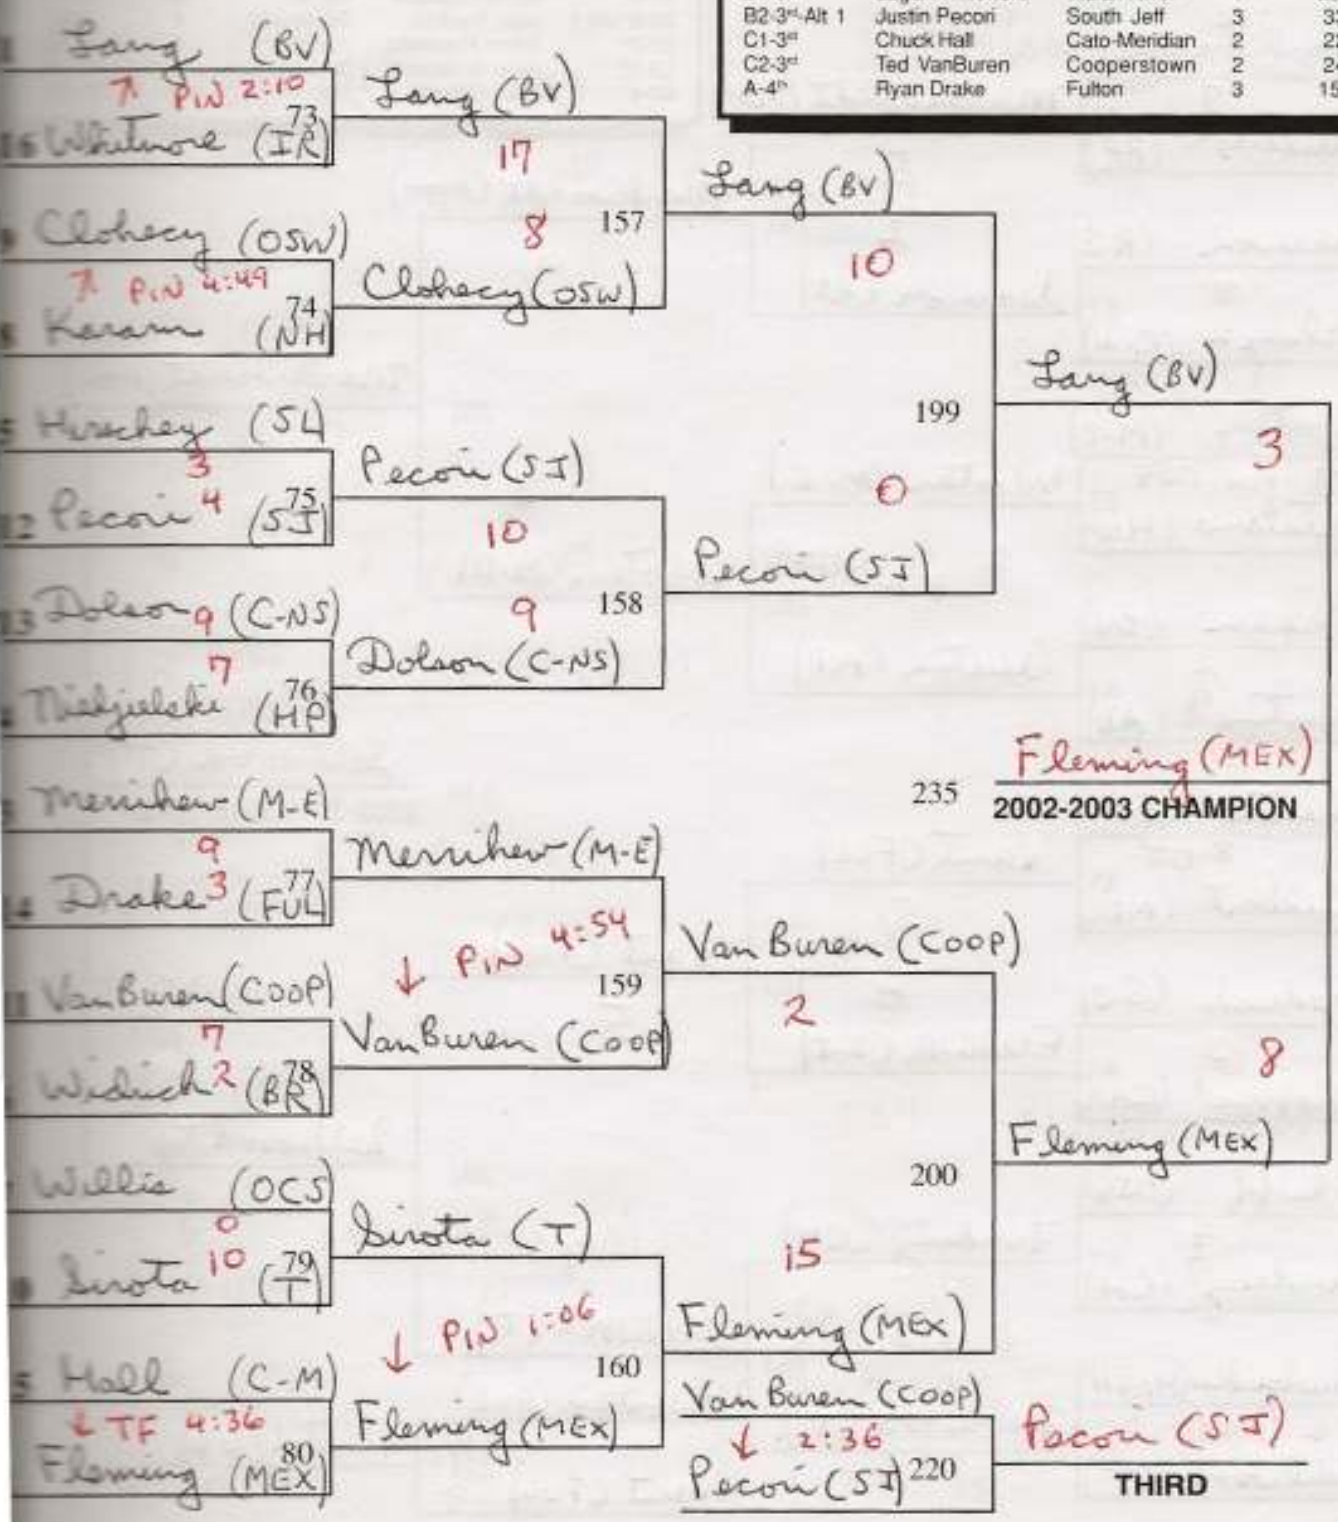 B2-3rd-Alt 1 Justin Pecori South Jeff 3
C1-3rd Chuck Hall Cato-Meridian 2
C2-3rd Ted VanBuren Cooperstown 2
A-4th Ryan Drake Fulton 3 15
Lang (BV)
↑ PIN 2:10
73
16 Whitmore (IR)
Lang (BV)
17
8
157
Clohecy (OSW)
↑ PIN 4:49
74
Karam (NH)
Clohecy (OSW)
Lang (BV)
10
0
199
Hirschey (SL)
3
Pecori 4 (SJ)
75
Pecori (SJ)
10
9
158
Dolson 9 (C-NS)
7
76
(HP)
Dolson (C-NS)
Pecori (SJ)
Lang (BV)
3
8
235
Fleming (MEX)
2002-2003 CHAMPION
Merrihew (M-E)
9
Drake 3 (FUL)
77
Merrihew (M-E)
↓ PIN 4:54
159
VanBuren (COOP)
7
Widrich 2 (BR)
78
VanBuren (COOP)
Van Buren (COOP)
2
15
200
Willis (OCS)
0
Sirota 10 (T)
79
Sirota (T)
↓ PIN 1:06
160
Hall (C-M)
↓ TF 4:36
80
Fleming (MEX)
Fleming (MEX)
Fleming (MEX)
Fleming (MEX)
Van Buren (COOP)
↓ 2:36
Pecori (SJ) 220
Pecori (SJ)
THIRD